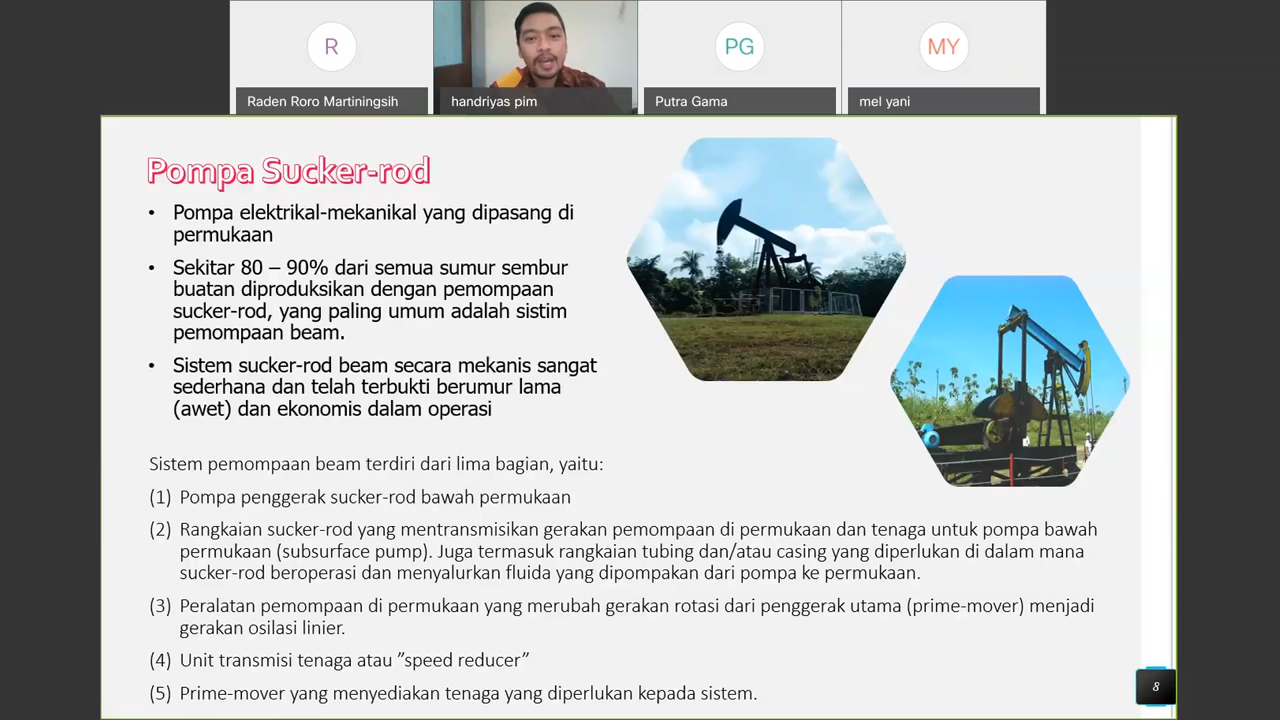 R
PG
MY
Raden Roro Martiningsih
handriyas pim
Putra Gama
mel yani
Pompa Sucker-rod
• Pompa elektrikal-mekanikal yang dipasang di
permukaan
• Sekitar 80 – 90% dari semua sumur sembur
buatan diproduksikan dengan pemompaan
sucker-rod, yang paling umum adalah sistim
pemompaan beam.
• Sistem sucker-rod beam secara mekanis sangat
sederhana dan telah terbukti berumur lama
(awet) dan ekonomis dalam operasi
Sistem pemompaan beam terdiri dari lima bagian, yaitu:
(1) Pompa penggerak sucker-rod bawah permukaan
(2) Rangkaian sucker-rod yang mentransmisikan gerakan pemompaan di permukaan dan tenaga untuk pompa bawah
permukaan (subsurface pump). Juga termasuk rangkaian tubing dan/atau casing yang diperlukan di dalam mana
sucker-rod beroperasi dan menyalurkan fluida yang dipompakan dari pompa ke permukaan.
(3) Peralatan pemompaan di permukaan yang merubah gerakan rotasi dari penggerak utama (prime-mover) menjadi
gerakan osilasi linier.
(4) Unit transmisi tenaga atau ”speed reducer”
(5) Prime-mover yang menyediakan tenaga yang diperlukan kepada sistem.
8